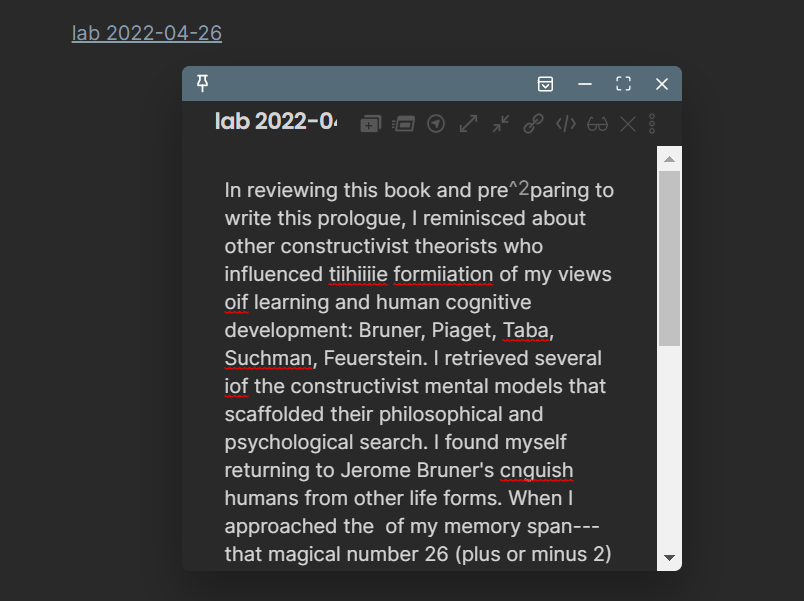 lab 2022-04-26
lab 2022-0
In reviewing this book and pre^2paring to
write this prologue, I reminisced about
other constructivist theorists who
influenced tiihiiiie formiiation of my views
oif learning and human cognitive
development: Bruner, Piaget, Taba,
Suchman, Feuerstein. I retrieved several
iof the constructivist mental models that
scaffolded their philosophical and
psychological search. I found myself
returning to Jerome Bruner's cnguish
humans from other life forms. When I
approached the  of my memory span---
that magical number 26 (plus or minus 2)